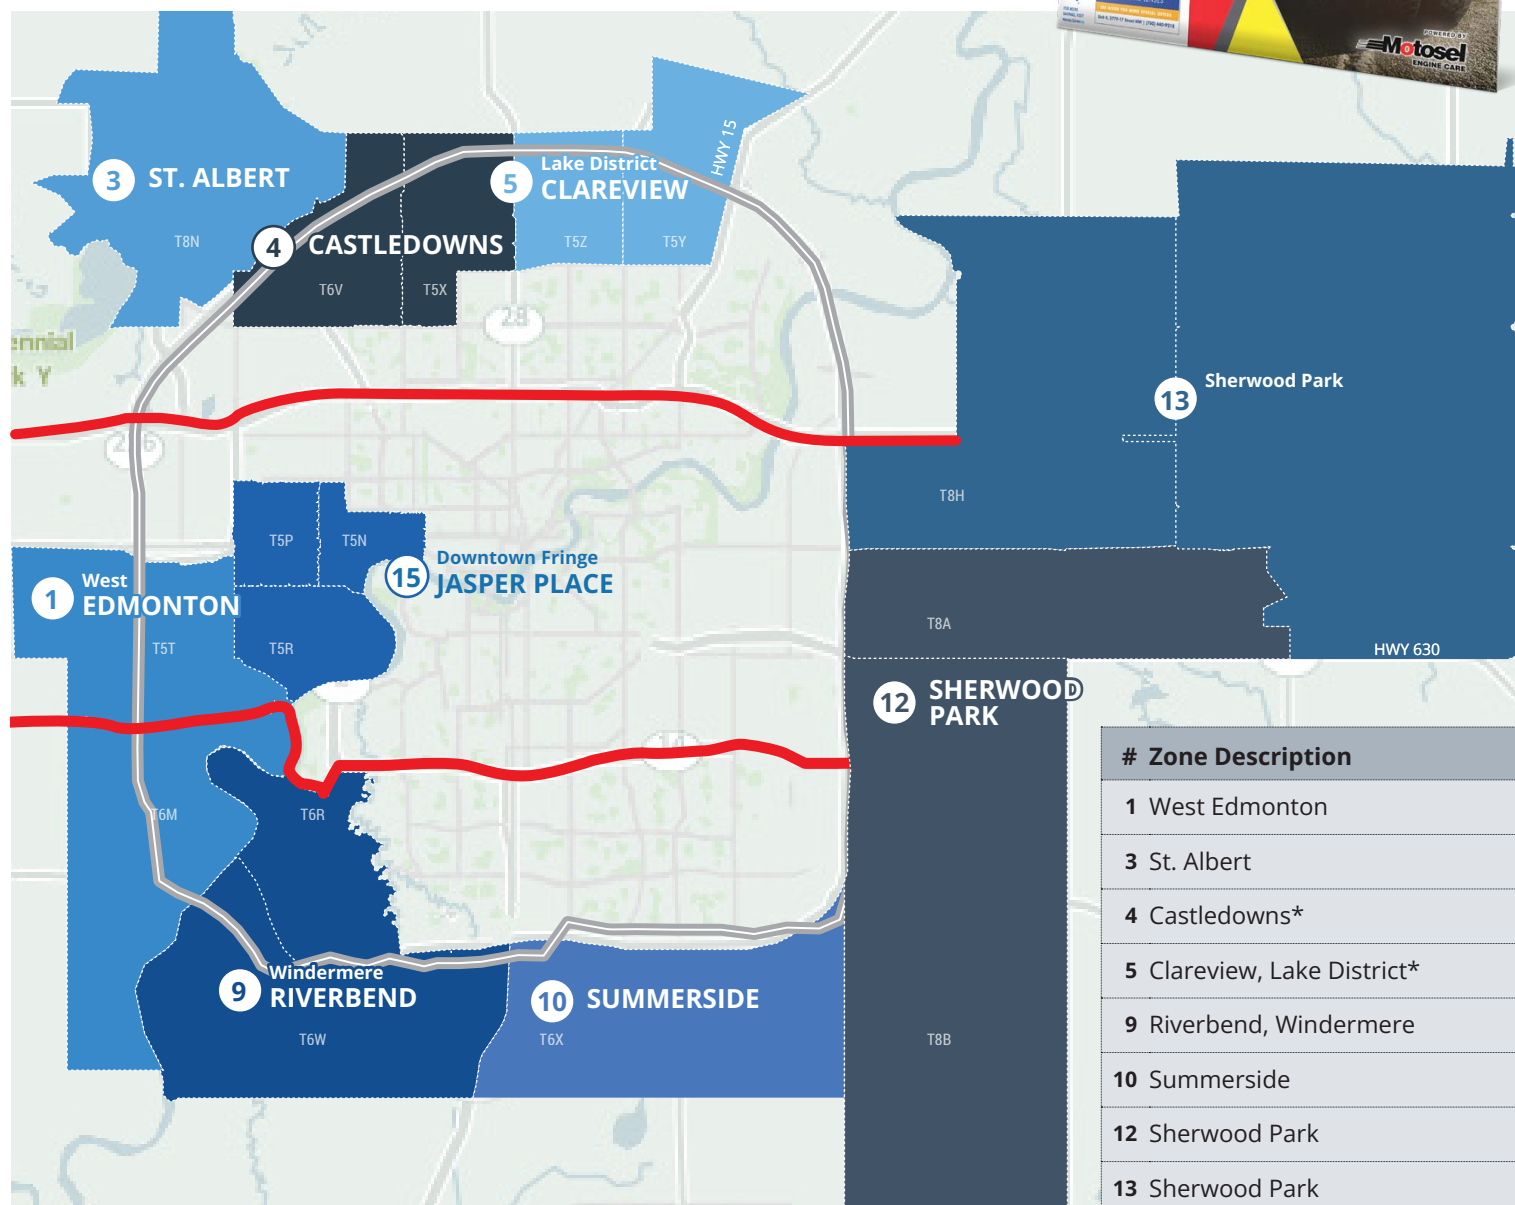 POWERED BY
Motosel
ENGINE CARE
HWY 15
3 ST. ALBERT
T8N
4 CASTLEDOWNS
T6V
T5X
Lake District
5 CLAREVIEW
T5Z
T5Y
28
Sherwood Park
13
T8H
T5P
T5N
Downtown Fringe
15 JASPER PLACE
West
1 EDMONTON
T5T
T5R
T8A
HWY 630
12 SHERWOOD
PARK
T6M
T6R
Windermere
9 RIVERBEND
T6W
10 SUMMERSIDE
T6X
T8B
# Zone Description
1 West Edmonton
3 St. Albert
4 Castledowns*
5 Clareview, Lake District*
9 Riverbend, Windermere
10 Summerside
12 Sherwood Park
13 Sherwood Park